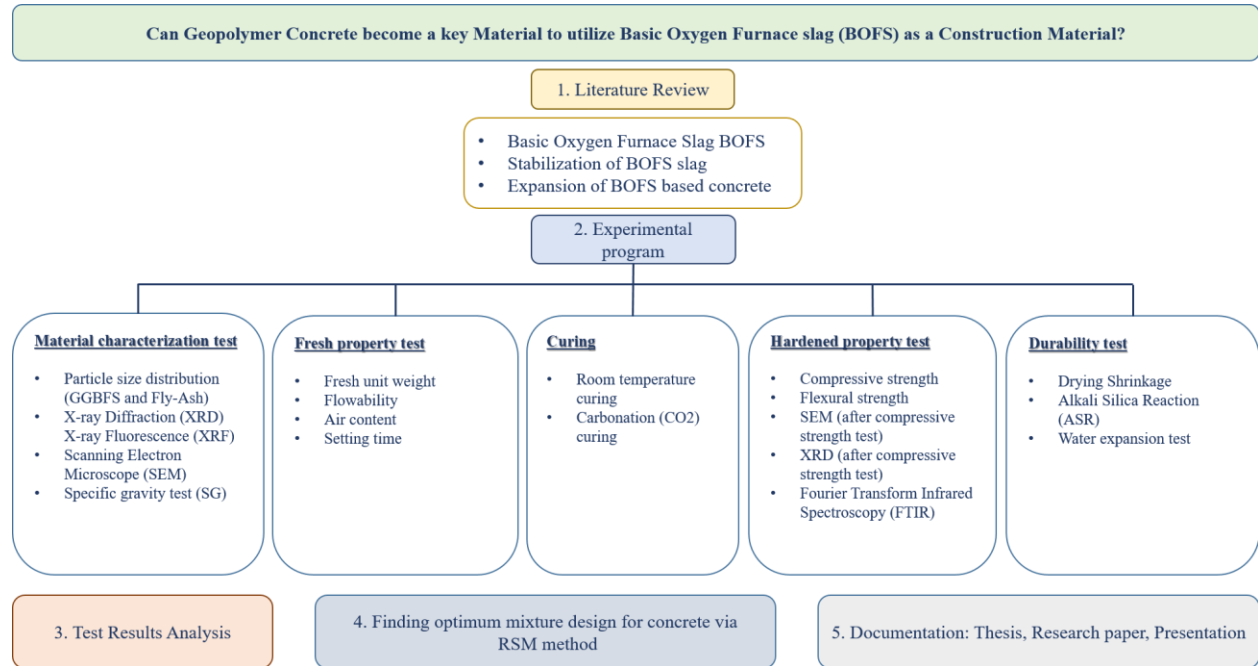 Can Geopolymer Concrete become a key Material to utilize Basic Oxygen Furnace slag (BOFS) as a Construction Material?
1. Literature Review
• Basic Oxygen Furnace Slag BOFS
• Stabilization of BOFS slag
• Expansion of BOFS based concrete
2. Experimental
program
Material characterization test
• Particle size distribution
(GGBFS and Fly-Ash)
• X-ray Diffraction (XRD)
X-ray Fluorescence (XRF)
• Scanning Electron
Microscope (SEM)
• Specific gravity test (SG)
Fresh property test
• Fresh unit weight
• Flowability
• Air content
• Setting time
Curing
• Room temperature
curing
• Carbonation (CO2)
curing
Hardened property test
• Compressive strength
• Flexural strength
• SEM (after compressive
strength test)
• XRD (after compressive
strength test)
• Fourier Transform Infrared
Spectroscopy (FTIR)
Durability test
• Drying Shrinkage
• Alkali Silica Reaction
(ASR)
• Water expansion test
3. Test Results Analysis
4. Finding optimum mixture design for concrete via
RSM method
5. Documentation: Thesis, Research paper, Presentation